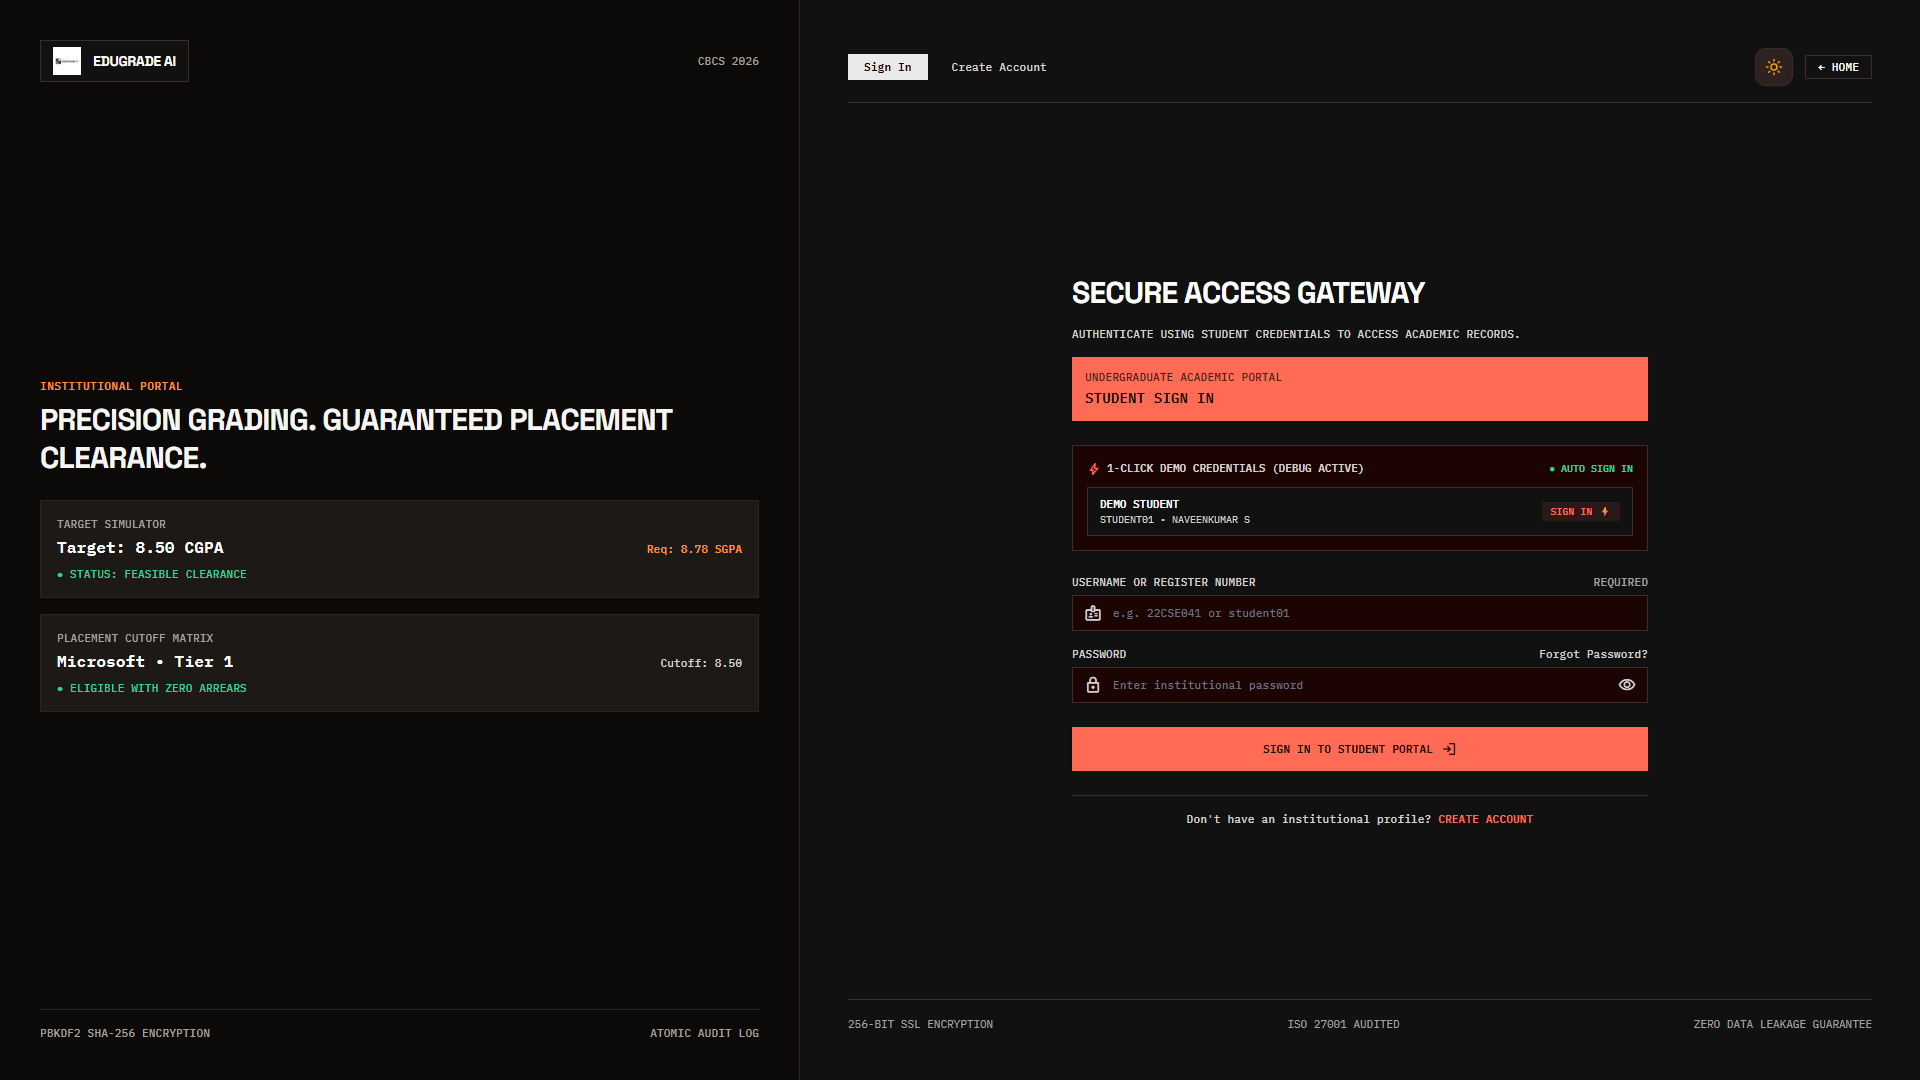 EDUGRADE AI
CBCS 2026
INSTITUTIONAL PORTAL
PRECISION GRADING. GUARANTEED PLACEMENT
CLEARANCE.
TARGET SIMULATOR
Target: 8.50 CGPA
Req: 8.78 SGPA
• STATUS: FEASIBLE CLEARANCE
PLACEMENT CUTOFF MATRIX
Microsoft • Tier 1
Cutoff: 8.50
• ELIGIBLE WITH ZERO ARREARS
PBKDF2 SHA-256 ENCRYPTION
ATOMIC AUDIT LOG
Sign In
Create Account
← HOME
SECURE ACCESS GATEWAY
AUTHENTICATE USING STUDENT CREDENTIALS TO ACCESS ACADEMIC RECORDS.
UNDERGRADUATE ACADEMIC PORTAL
STUDENT SIGN IN
1-CLICK DEMO CREDENTIALS (DEBUG ACTIVE)
• AUTO SIGN IN
DEMO STUDENT
STUDENT01 • NAVEENKUMAR S
SIGN IN
USERNAME OR REGISTER NUMBER
REQUIRED
e.g. 22CSE041 or student01
PASSWORD
Forgot Password?
Enter institutional password
SIGN IN TO STUDENT PORTAL
Don't have an institutional profile? CREATE ACCOUNT
256-BIT SSL ENCRYPTION
ISO 27001 AUDITED
ZERO DATA LEAKAGE GUARANTEE